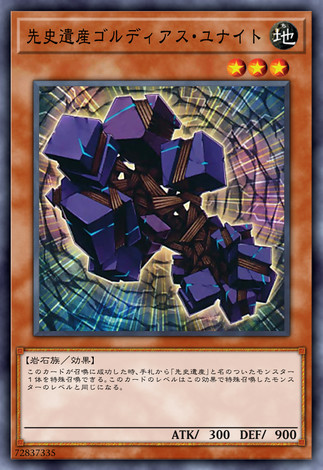 先史遺産ゴルディアス・ユナイト
地
【岩石族／効果】
このカードが召喚に成功した時、手札から「先史遺産」と名のついたモンスター
１体を特殊召喚できる。このカードのレベルはこの効果で特殊召喚したモンス
ターのレベルと同じになる。
ATK/ 300 DEF/ 900
72837335